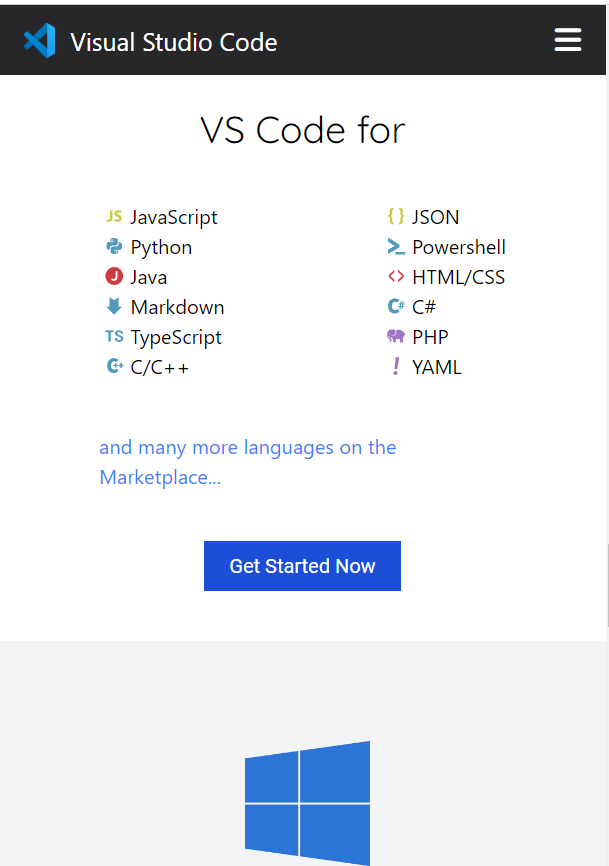 Visual Studio Code
VS Code for
JS JavaScript
Python
J Java
Markdown
TS TypeScript
C++ C/C++
{ } JSON
Powershell
<> HTML/CSS
C# C#
PHP
! YAML
and many more languages on the
Marketplace...
Get Started Now